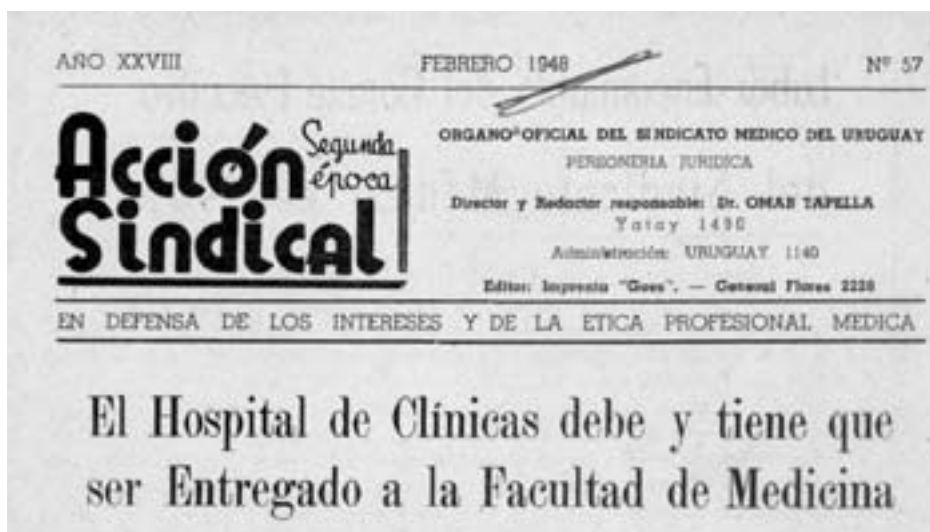 AÑO XXVIII FEBRERO 1948 Nº 57
Acción
Sindical
Segunda
época
ORGANO OFICIAL DEL SINDICATO MEDICO DEL URUGUAY
PERSONERIA JURIDICA
Director y Redactor responsable: Dr. OMAR TAPELLA
Yatay 1490
Administración: URUGUAY 1140
Editor: Imprenta "Goes". — General Flores
EN DEFENSA DE LOS INTERESES Y DE LA ETICA PROFESIONAL MEDICA
El Hospital de Clínicas debe y tiene que
ser Entregado a la Facultad de Medicina